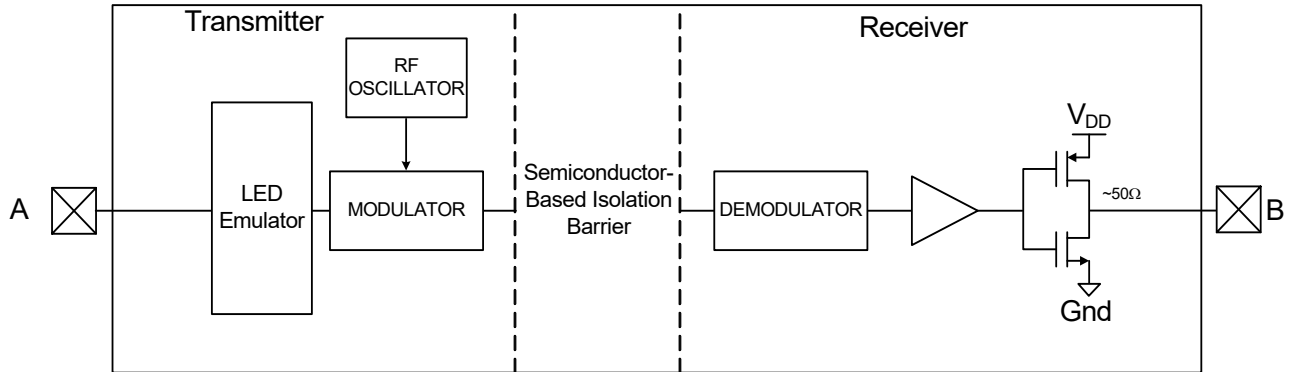 Transmitter
Receiver
RF
OSCILLATOR
V_DD
A
LED
Emulator
MODULATOR
Semiconductor-
Based Isolation
Barrier
DEMODULATOR
~50Ω
B
Gnd